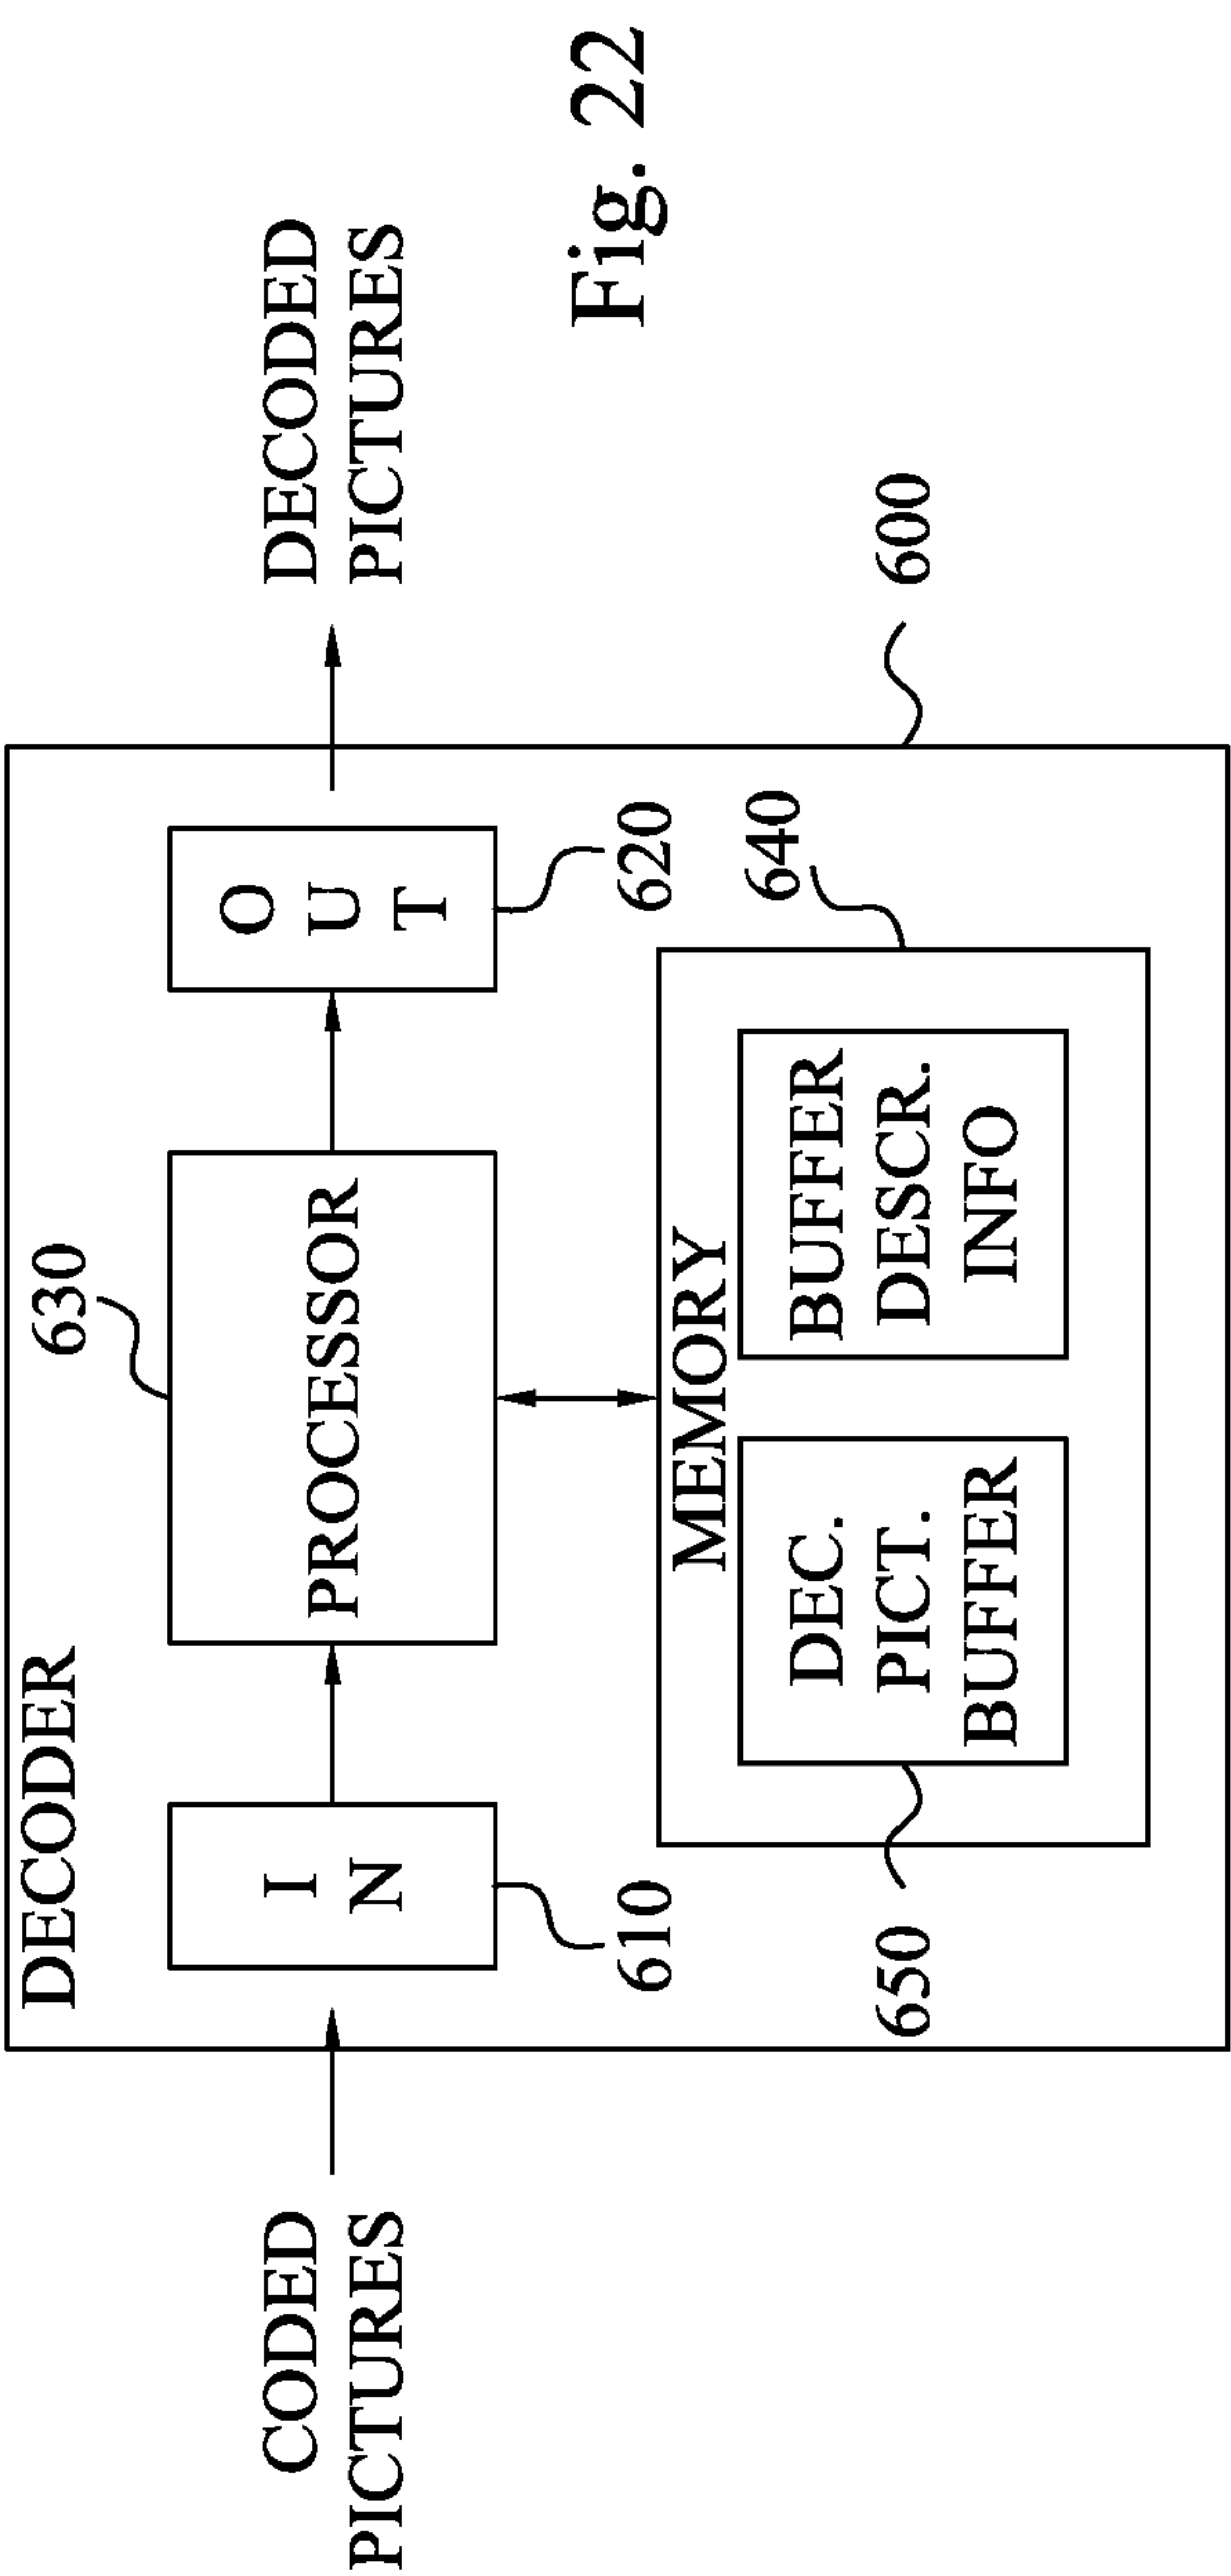 DECODER
630
CODED
PICTURES
I
N
PROCESSOR
O
U
T
DECODED
PICTURES
610
620
MEMORY
640
DEC.
PICT.
BUFFER
BUFFER
DESCR.
INFO
650
600
Fig. 22